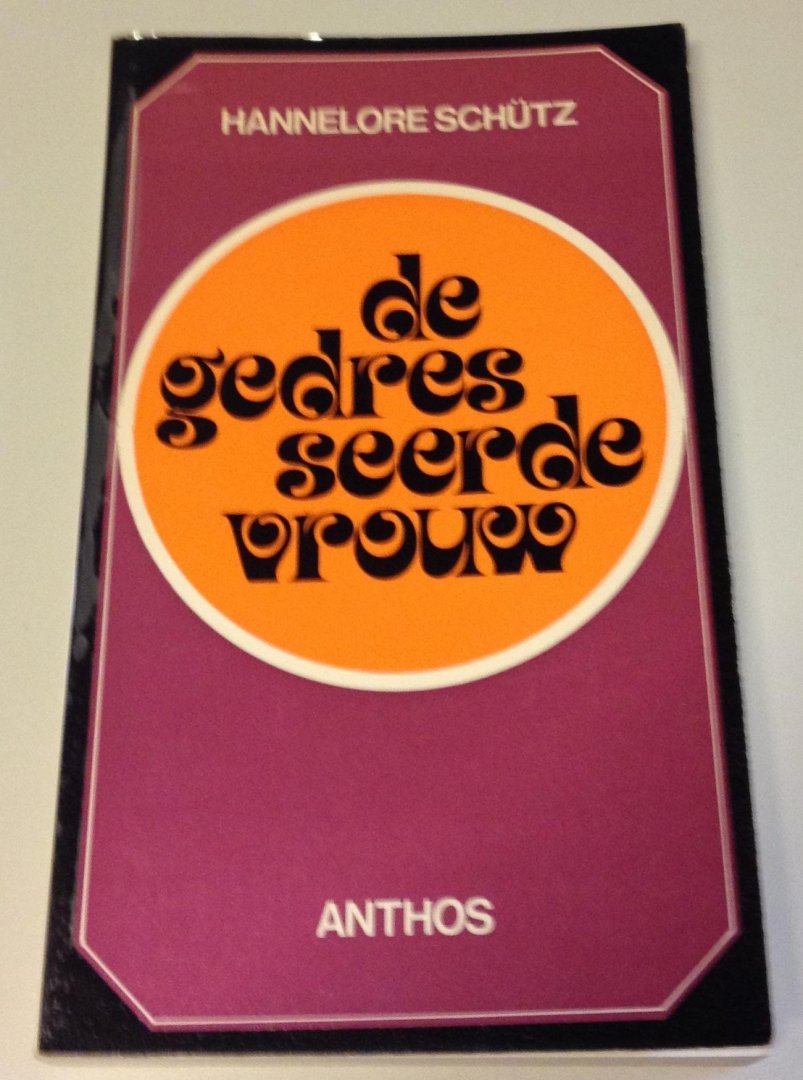 HANNELORE SCHÜTZ
de
gedres
seerde
vrouw
ANTHOS